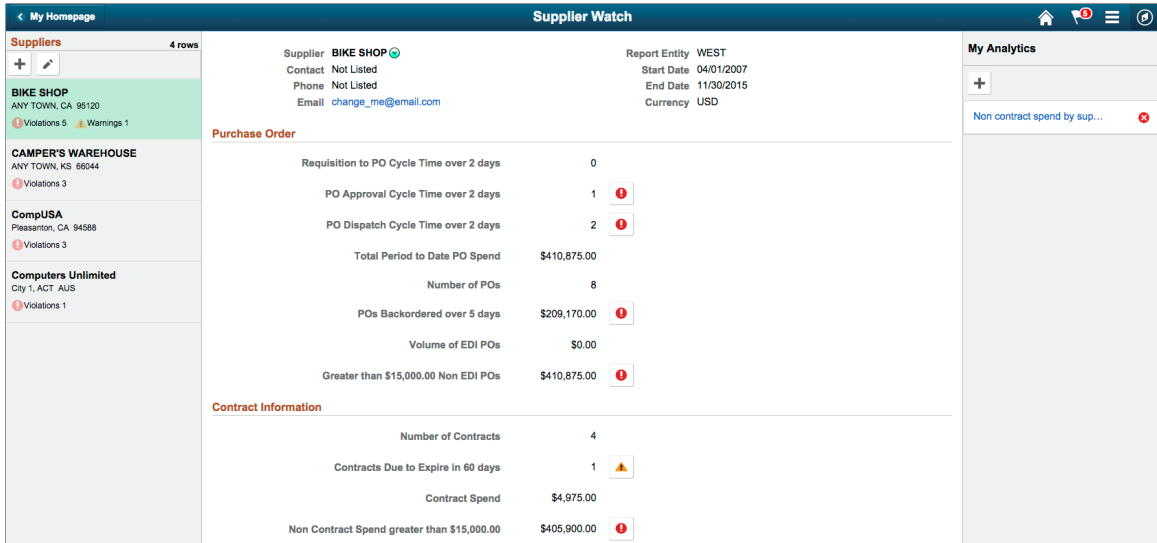 My Homepage
Supplier Watch
5
Suppliers
4 rows
BIKE SHOP
ANY TOWN, CA 95120
Violations 5 Warnings 1
CAMPER'S WAREHOUSE
ANY TOWN, KS 66044
Violations 3
CompUSA
Pleasanton, CA 94588
Violations 3
Computers Unlimited
City 1, ACT AUS
Violations 1
Supplier BIKE SHOP
Contact Not Listed
Phone Not Listed
Email change_me@email.com
Report Entity WEST
Start Date 04/01/2007
End Date 11/30/2015
Currency USD
Purchase Order
Requisition to PO Cycle Time over 2 days 0
PO Approval Cycle Time over 2 days 1
PO Dispatch Cycle Time over 2 days 2
Total Period to Date PO Spend $410,875.00
Number of POs 8
POs Backordered over 5 days $209,170.00
Volume of EDI POs $0.00
Greater than $15,000.00 Non EDI POs $410,875.00
Contract Information
Number of Contracts 4
Contracts Due to Expire in 60 days 1
Contract Spend $4,975.00
Non Contract Spend greater than $15,000.00 $405,900.00
My Analytics
Non contract spend by sup...